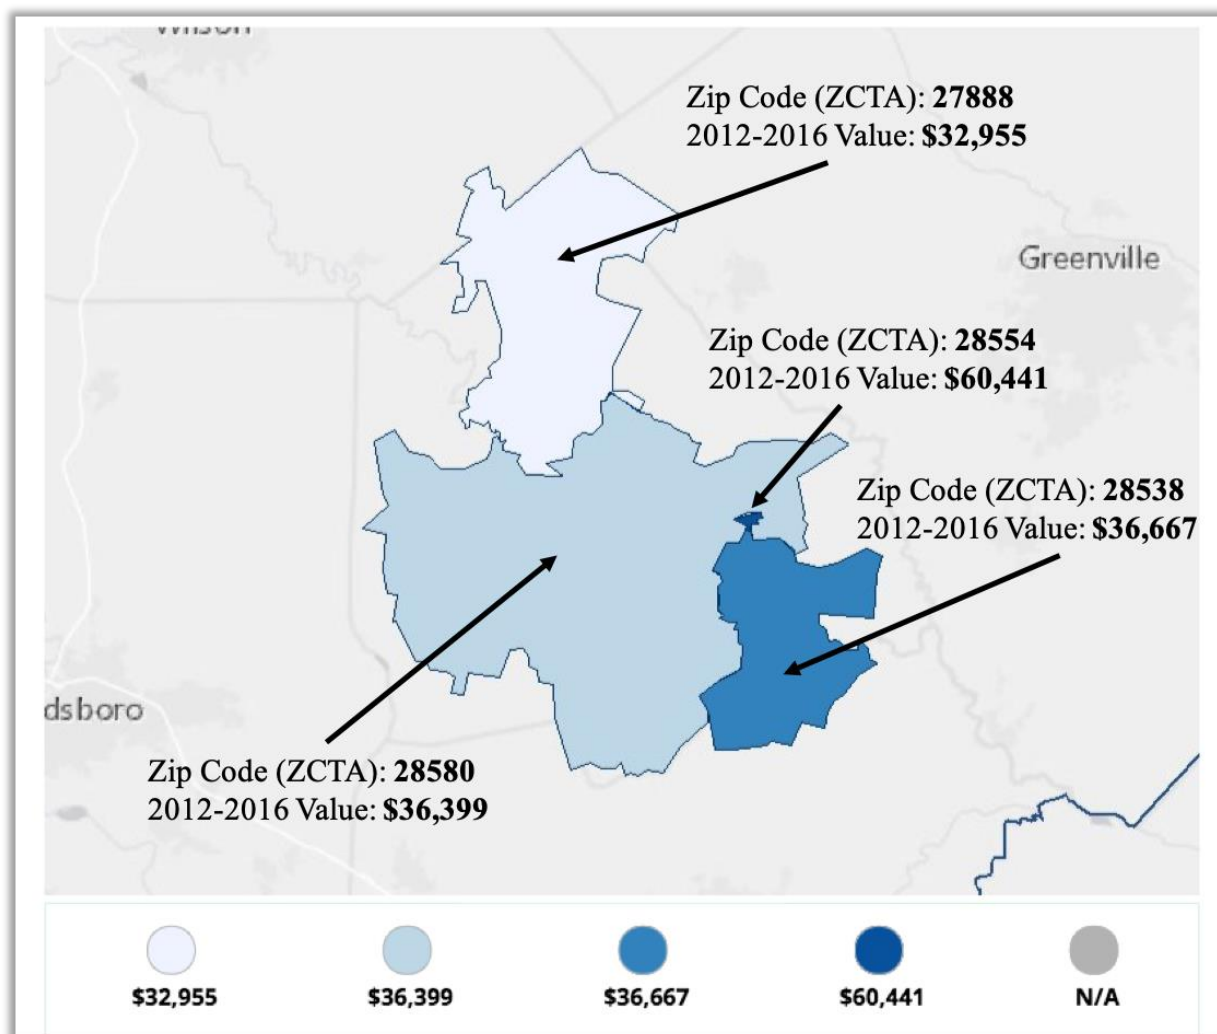 Wilson
Zip Code (ZCTA): 27888
2012-2016 Value: $32,955
Greenville
Zip Code (ZCTA): 28554
2012-2016 Value: $60,441
Zip Code (ZCTA): 28538
2012-2016 Value: $36,667
dsboro
Zip Code (ZCTA): 28580
2012-2016 Value: $36,399
$32,955
$36,399
$36,667
$60,441
N/A